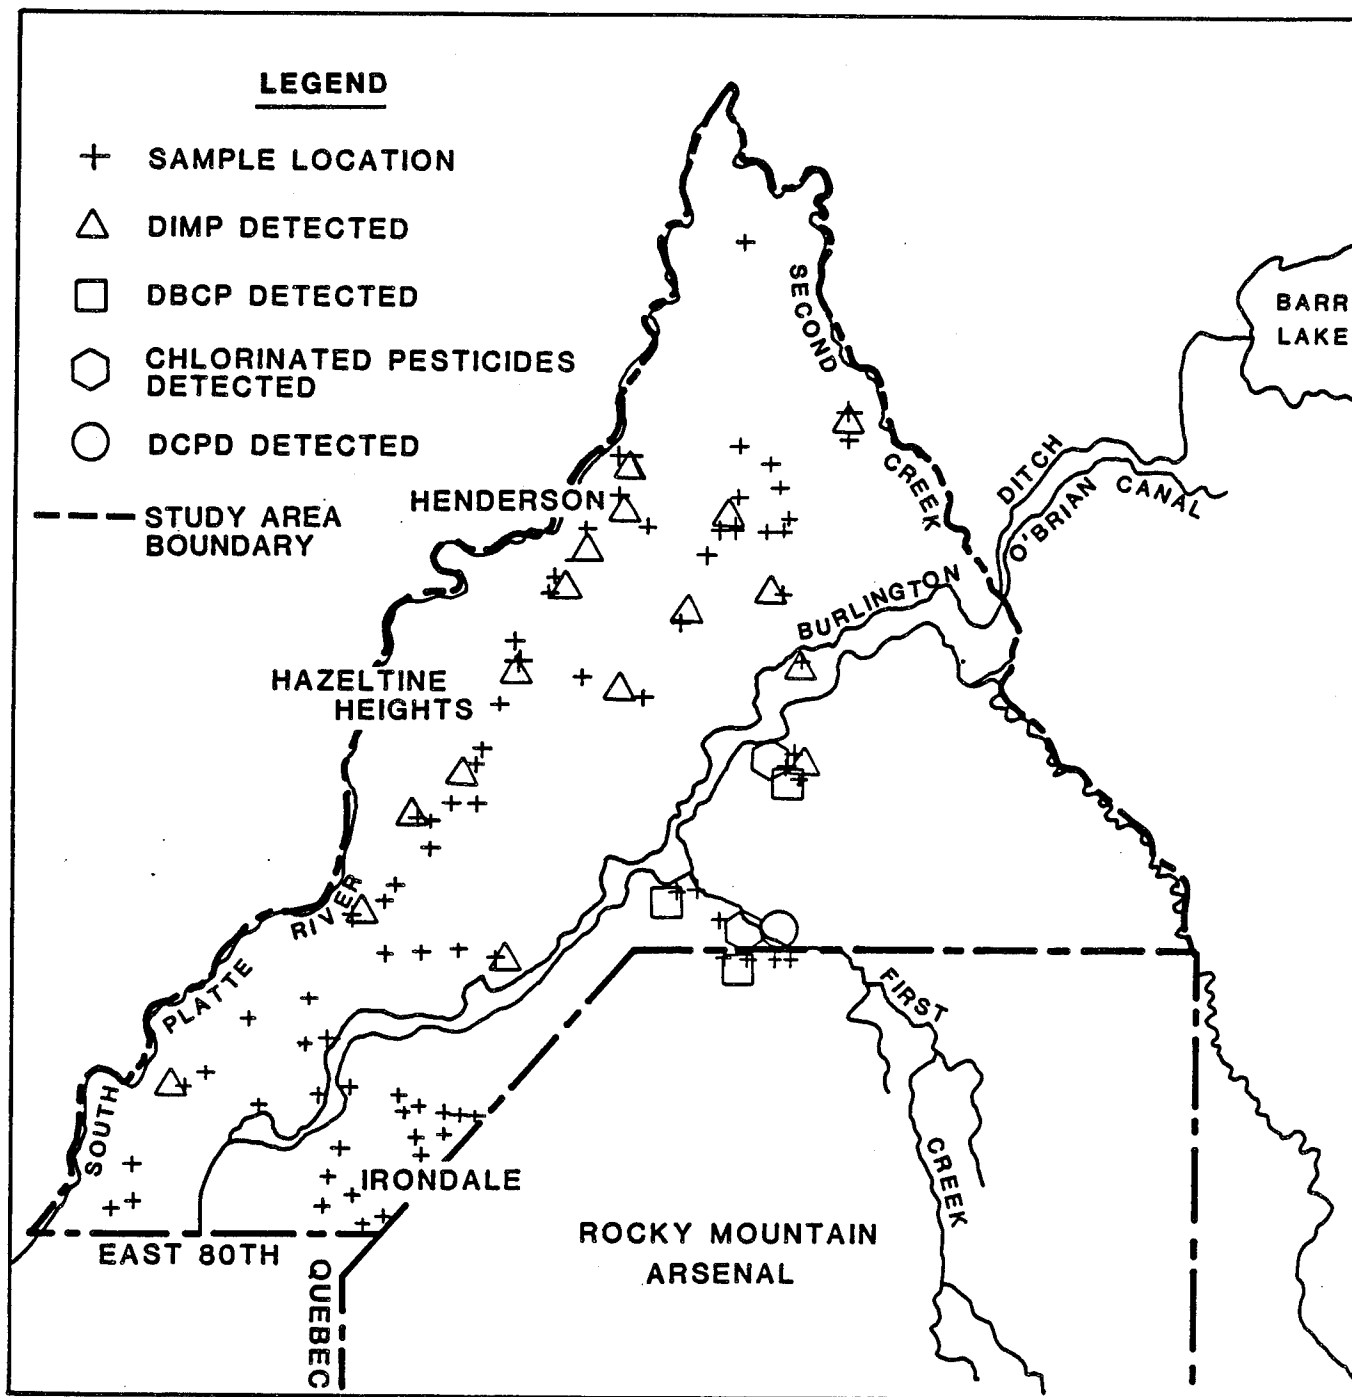 LEGEND
SAMPLE LOCATION
DIMP DETECTED
DBCP DETECTED
CHLORINATED PESTICIDES
DETECTED
DCPD DETECTED
STUDY AREA
BOUNDARY
SECOND
CREEK
BARR
LAKE
DITCH
O'BRIAN CANAL
HENDERSON
BURLINGTON
HAZELTINE
HEIGHTS
SOUTH PLATTE RIVER
FIRST
CREEK
IRONDALE
EAST 80TH
QUEBEC
ROCKY MOUNTAIN
ARSENAL